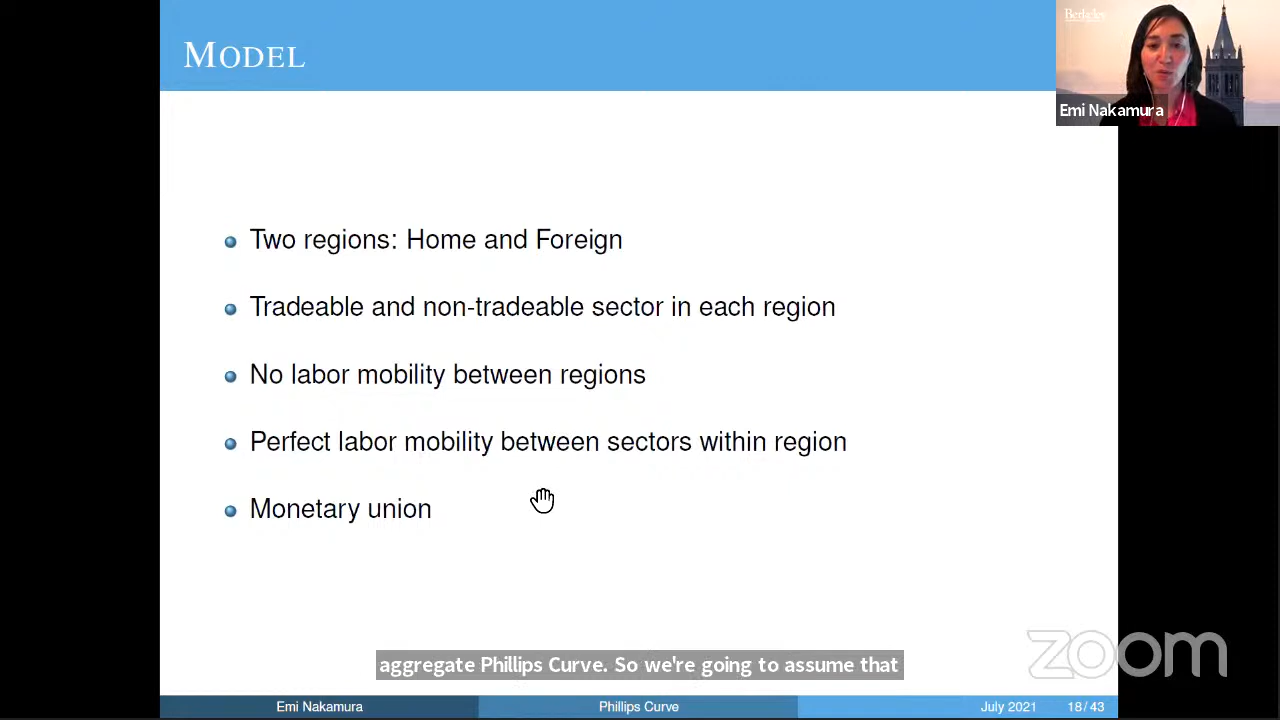 MODEL
Berkeley
Emi Nakamura
Two regions: Home and Foreign
Tradeable and non-tradeable sector in each region
No labor mobility between regions
Perfect labor mobility between sectors within region
Monetary union
aggregate Phillips Curve. So we're going to assume that
zoom
Emi Nakamura
Phillips Curve
July 2021
18/43